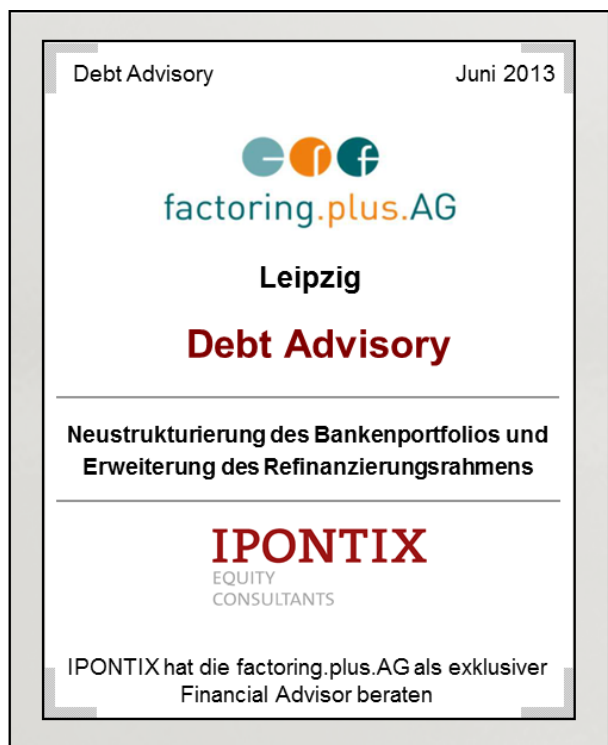 Debt Advisory Juni 2013
factoring.plus.AG
Leipzig
Debt Advisory
Neustrukturierung des Bankenportfolios und
Erweiterung des Refinanzierungsrahmens
IPONTIX
EQUITY
CONSULTANTS
IPONTIX hat die factoring.plus.AG als exklusiver
Financial Advisor beraten